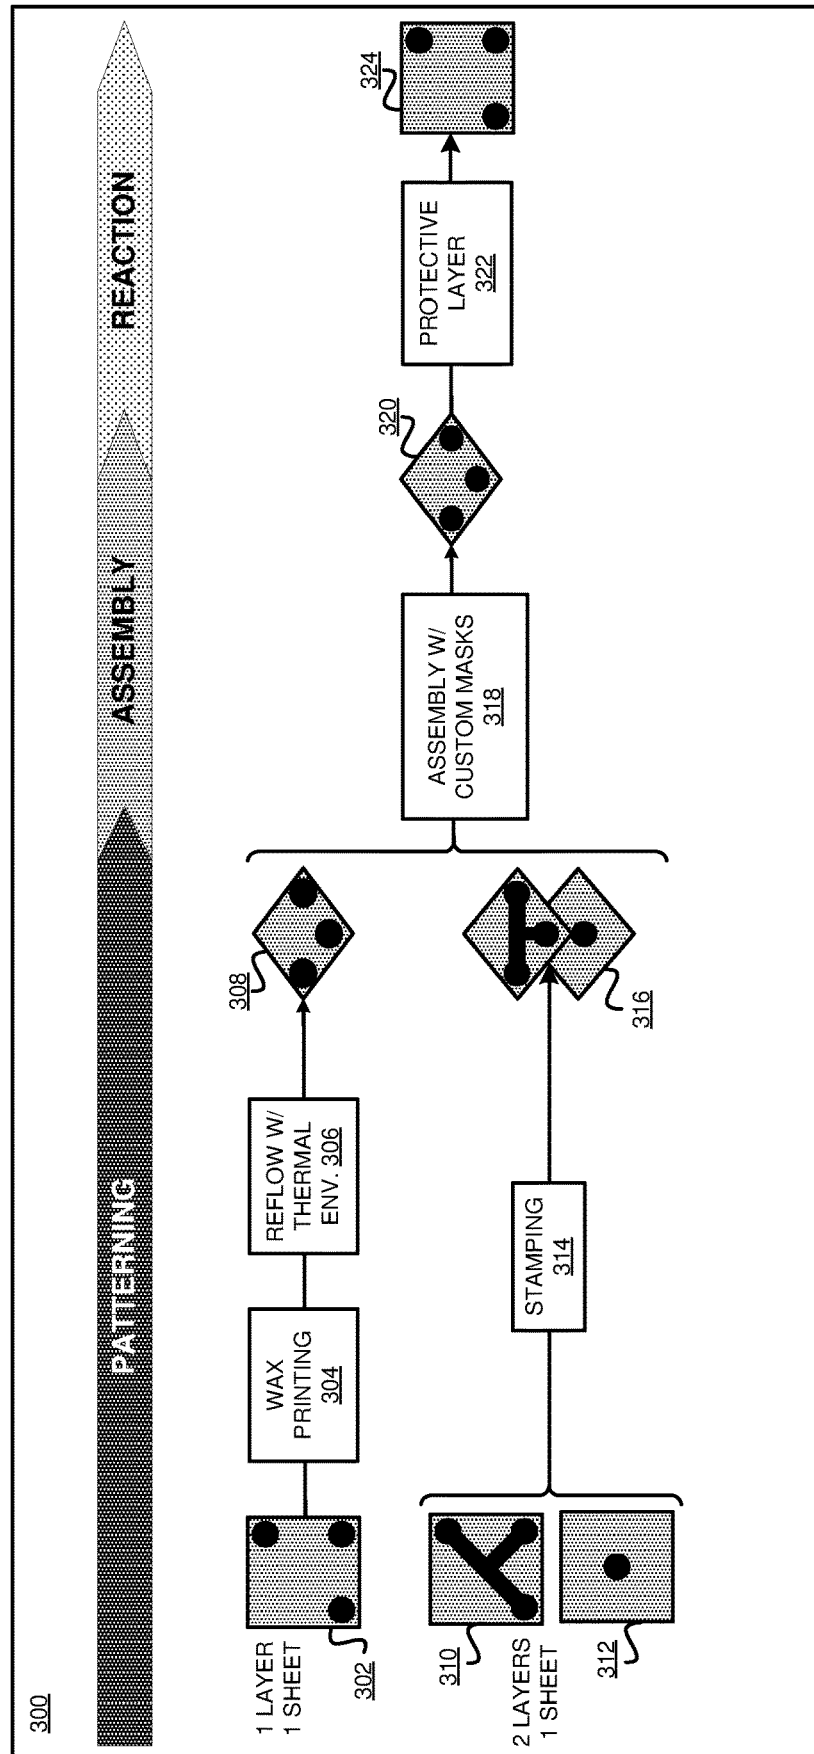 300
PATTERNING
ASSEMBLY
REACTION
1 LAYER
1 SHEET
302
WAX
PRINTING
304
REFLOW W/
THERMAL
ENV. 306
308
310
2 LAYERS
1 SHEET
312
STAMPING
314
316
ASSEMBLY W/
CUSTOM MASKS
318
320
PROTECTIVE
LAYER
322
324